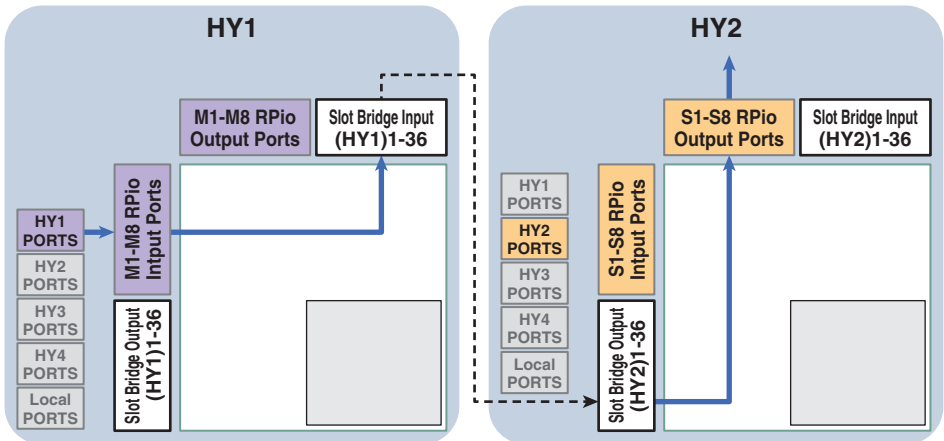 HY1
M1-M8 RPio
Output Ports
Slot Bridge Input
(HY1)1-36
M1-M8 RPio
Intput Ports
HY1
PORTS
HY2
PORTS
HY3
PORTS
HY4
PORTS
Local
PORTS
Slot Bridge Output
(HY1)1-36
HY2
S1-S8 RPio
Output Ports
Slot Bridge Input
(HY2)1-36
S1-S8 RPio
Intput Ports
HY1
PORTS
HY2
PORTS
HY3
PORTS
HY4
PORTS
Local
PORTS
Slot Bridge Output
(HY2)1-36